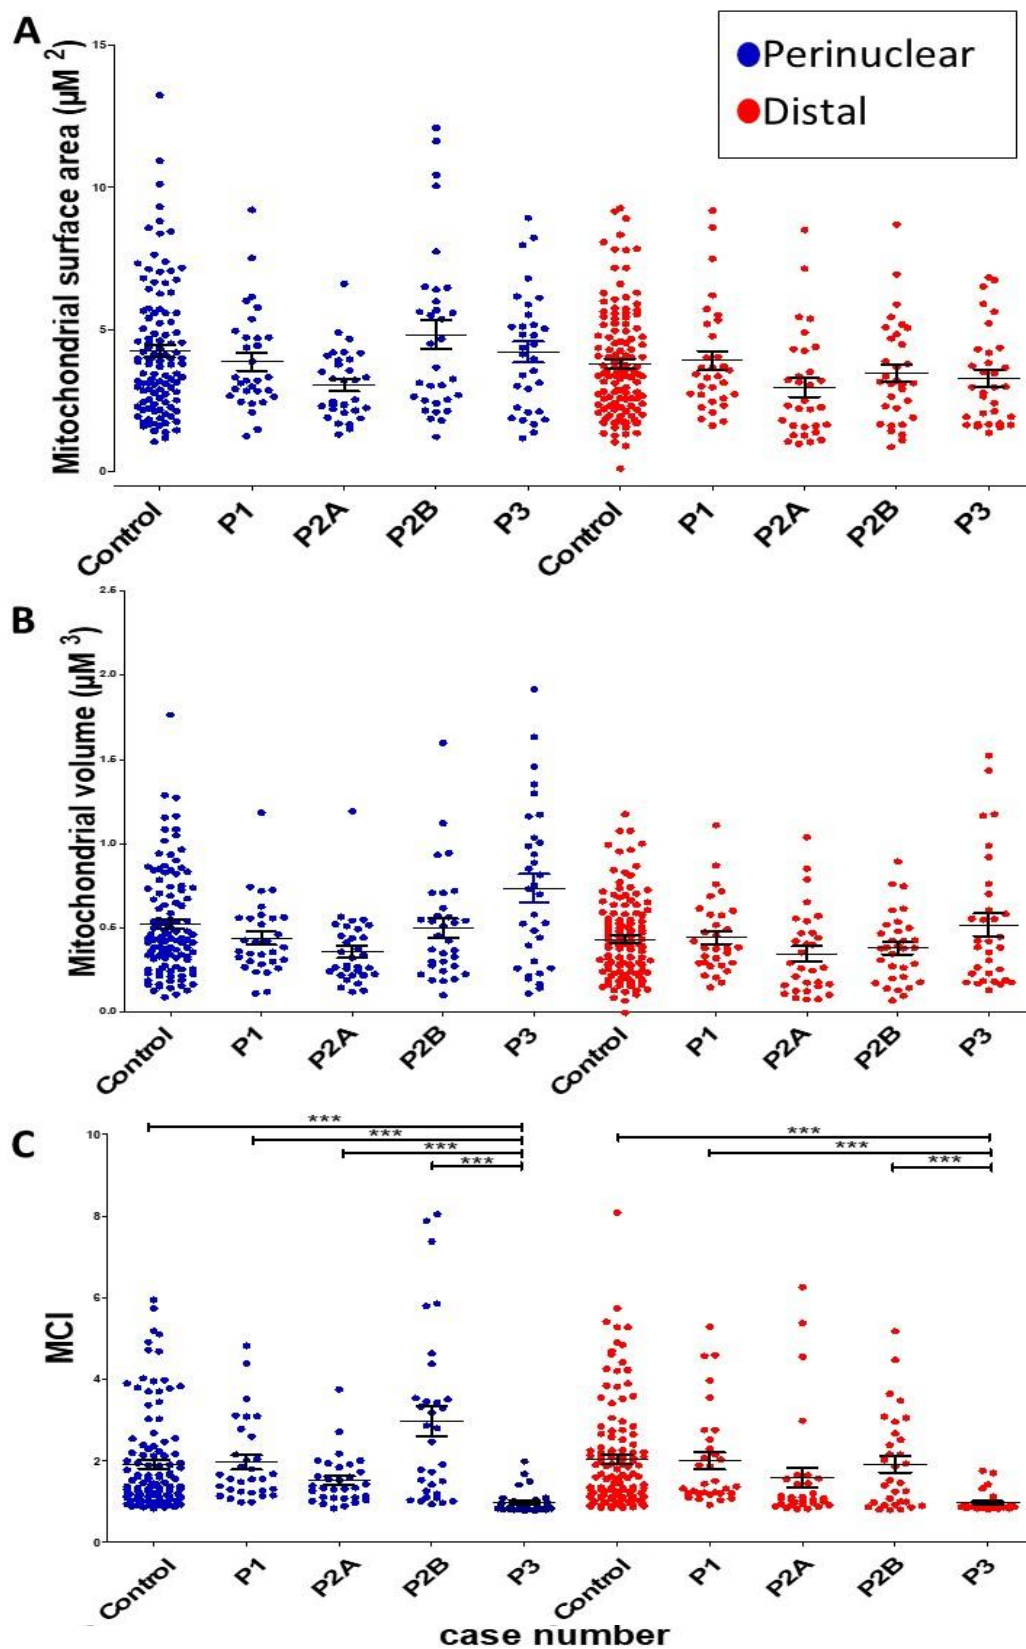 A
Mitochondrial surface area (µM 2)
15
10
5
0
Perinuclear
Distal
Control P1 P2A P2B P3 Control P1 P2A P2B P3
B
Mitochondrial volume (µM 3)
2.5
2.0
1.5
1.0
0.5
0.0
Control P1 P2A P2B P3 Control P1 P2A P2B P3
C
MCI
10
8
6
4
2
0
*** ***
*** ***
***
*** ***
Control P1 P2A P2B P3 Control P1 P2A P2B P3
case number